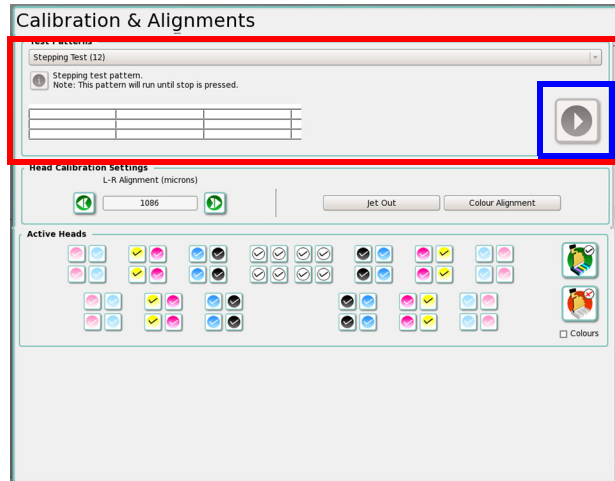 Calibration & Alignments
Test Patterns
Stepping Test (12)
Stepping test pattern.
Note: This pattern will run until stop is pressed.
Head Calibration Settings
L-R Alignment (microns)
1086
Jet Out
Colour Alignment
Active Heads
Colours